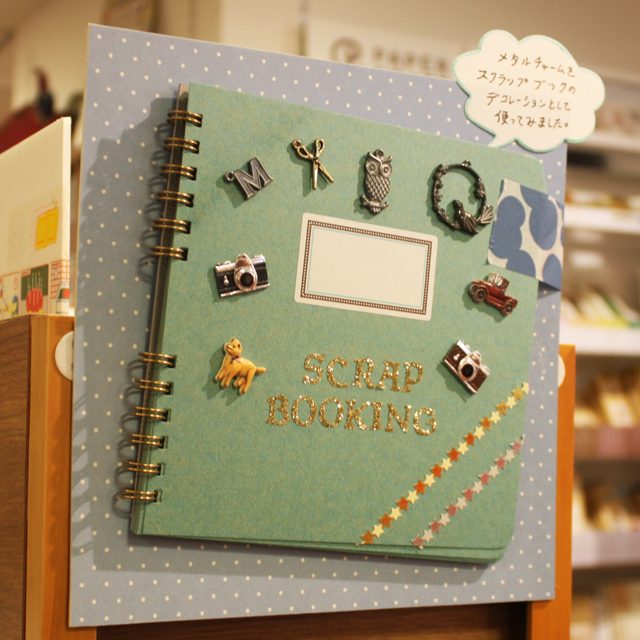 PAPER
メタルチャームを
スクラップブックの
デコレーションとして
使ってみました。
M
SCRAP
BOOKING